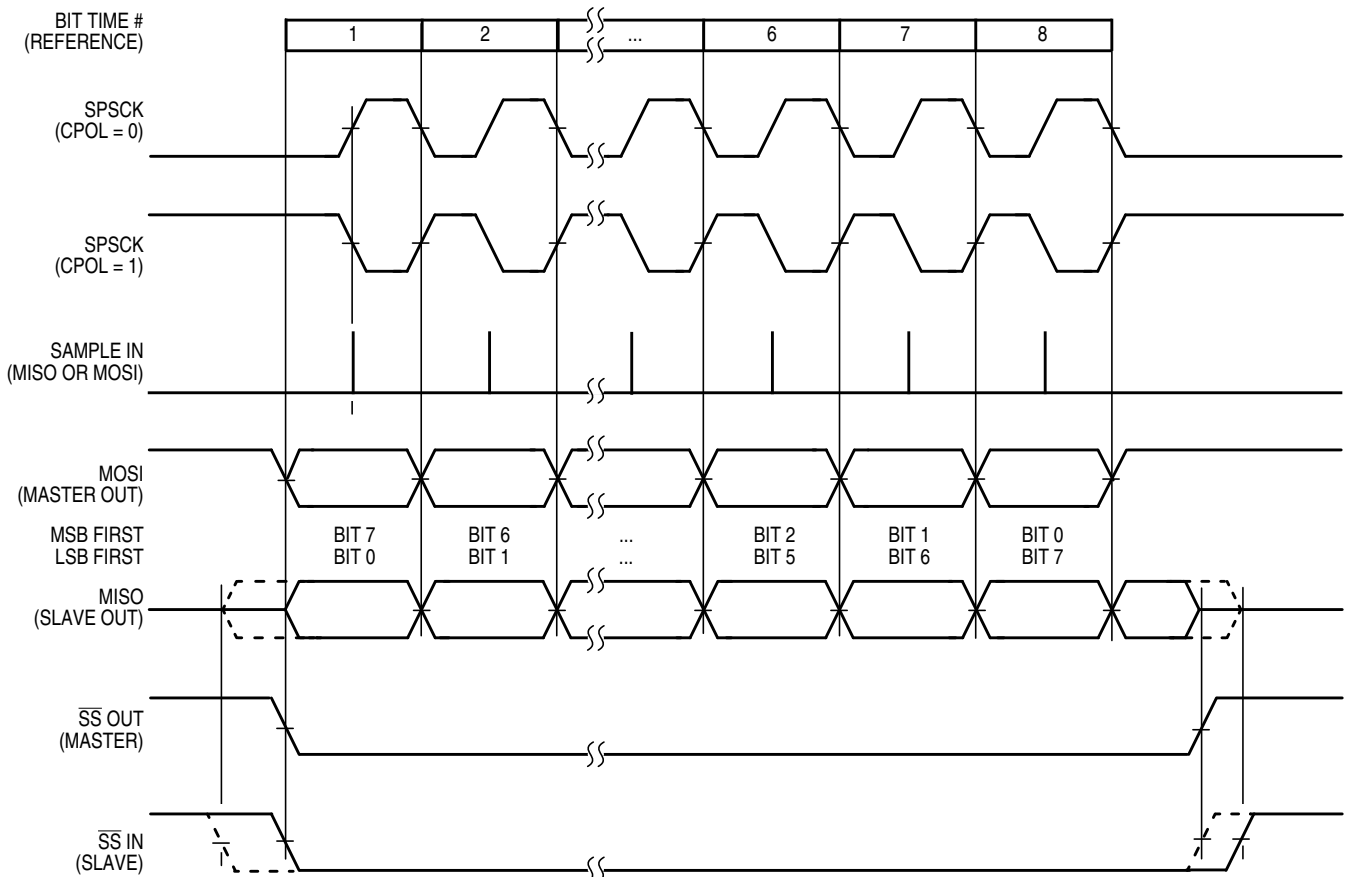 BIT TIME #
(REFERENCE)
1 2 ... 6 7 8
SPSCK
(CPOL = 0)
SPSCK
(CPOL = 1)
SAMPLE IN
(MISO OR MOSI)
MOSI
(MASTER OUT)
MSB FIRST BIT 7 BIT 6 ... BIT 2 BIT 1 BIT 0
LSB FIRST BIT 0 BIT 1 ... BIT 5 BIT 6 BIT 7
MISO
(SLAVE OUT)
S̅S̅ OUT
(MASTER)
S̅S̅ IN
(SLAVE)